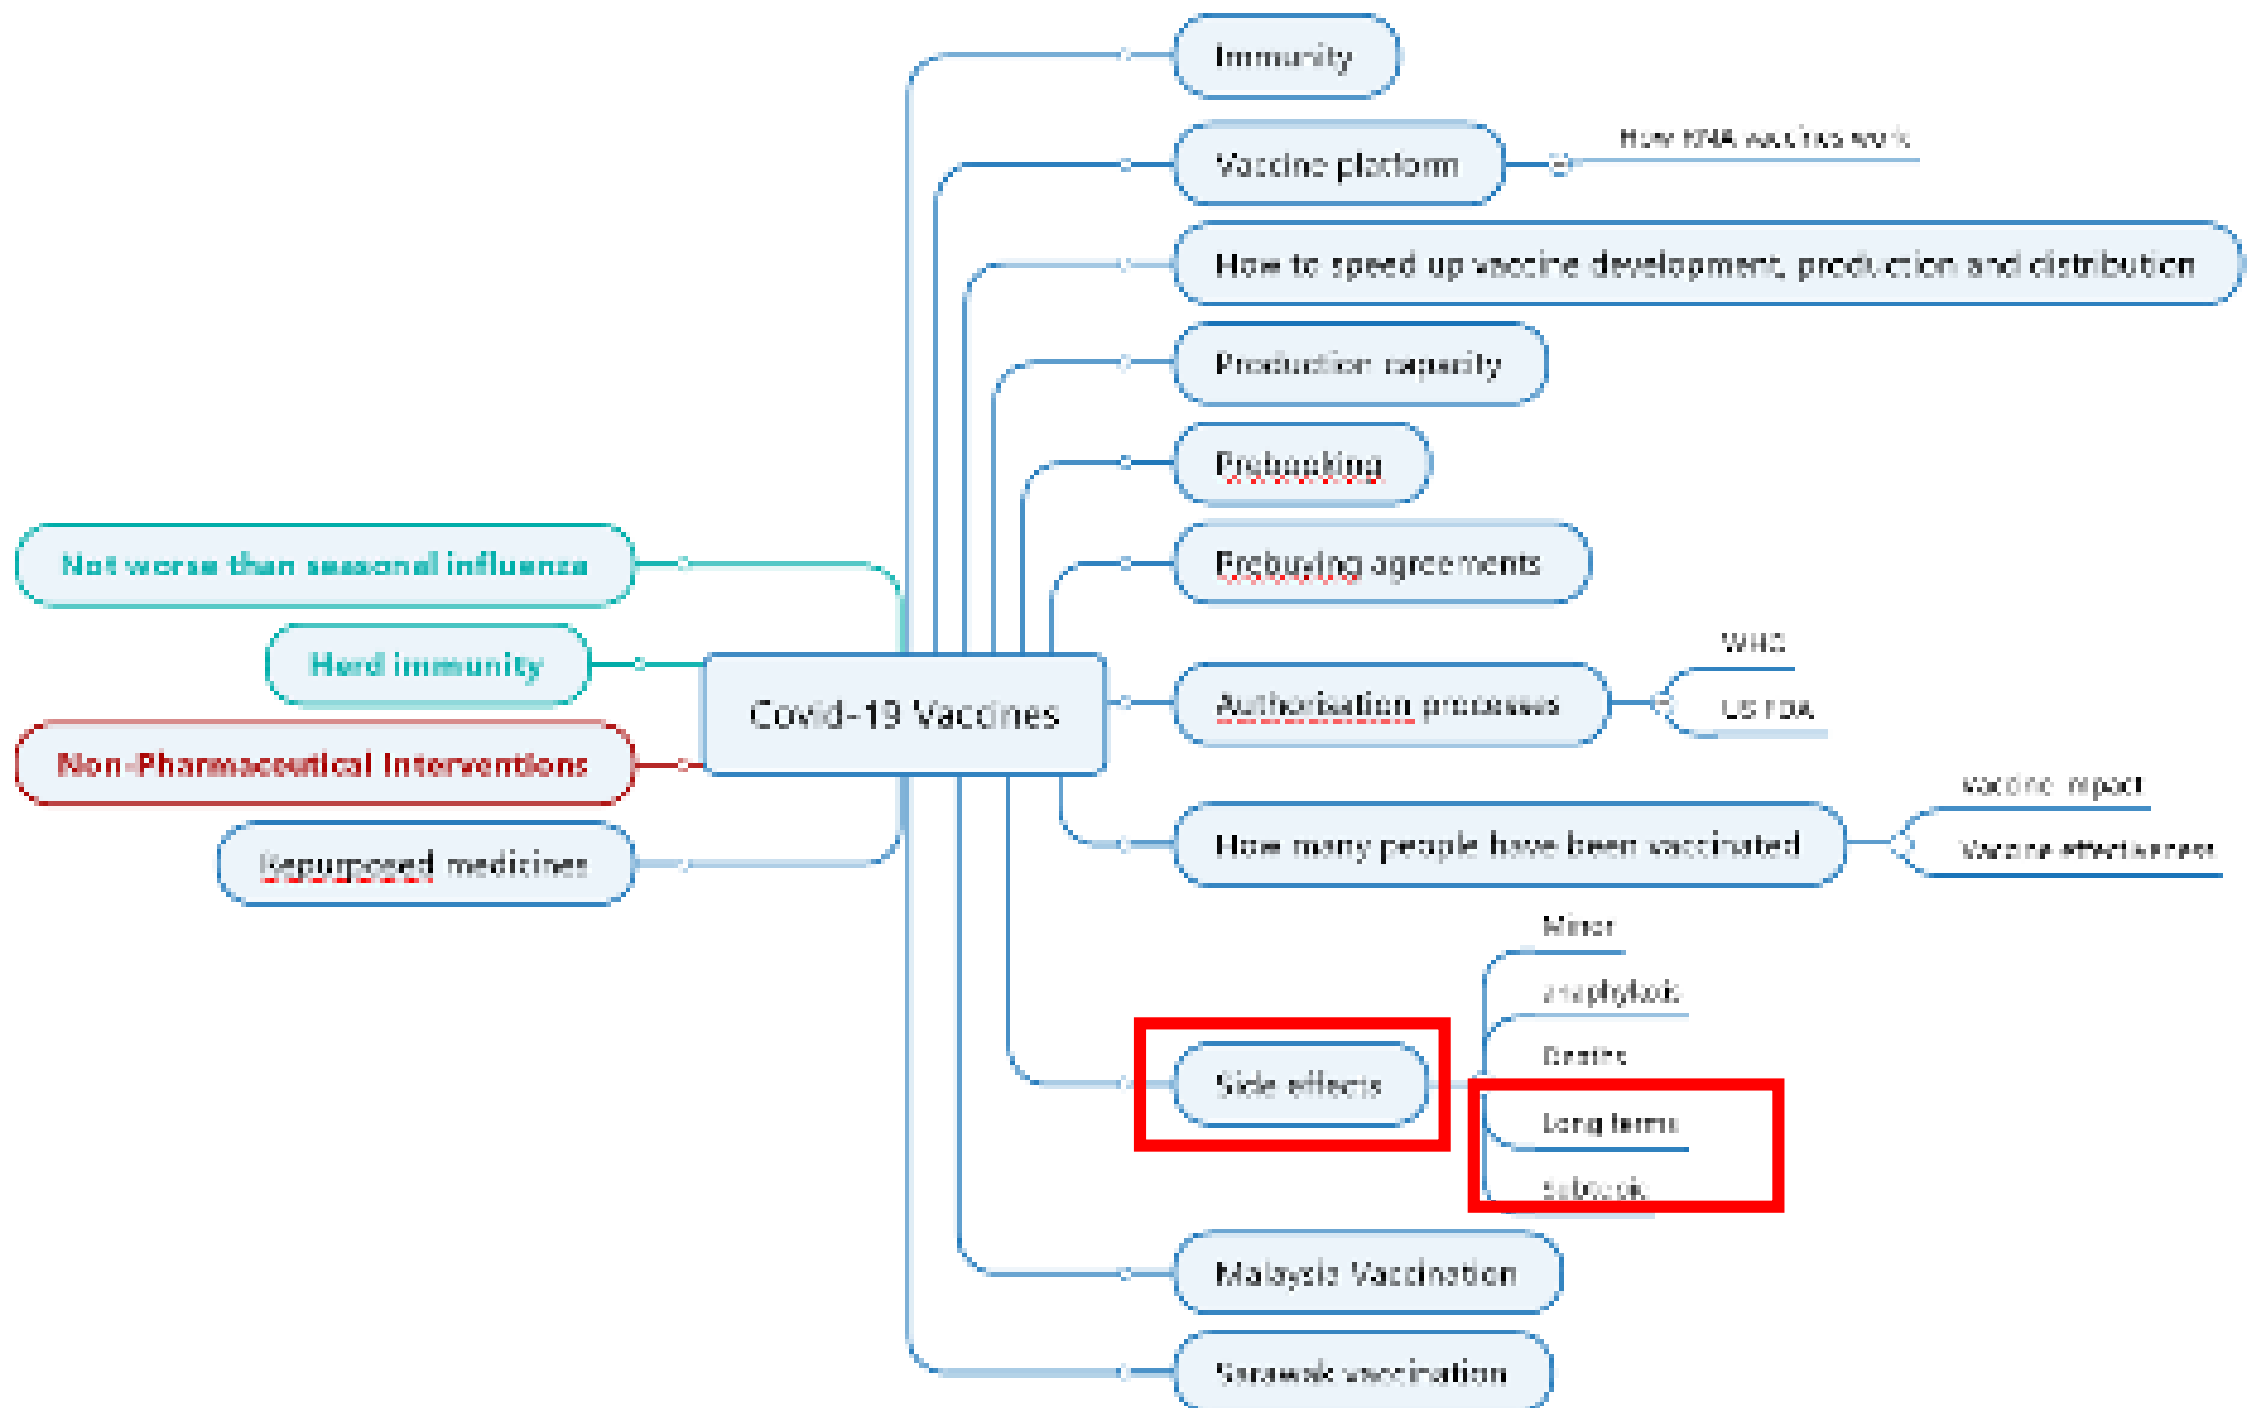 Immunity
Vaccine platform
How RNA vaccines work
How to speed up vaccine development, production and distribution
Production capacity
Prebooking
Prebuying agreements
Not worse than seasonal influenza
Herd immunity
Non-Pharmaceutical Interventions
Repurposed medicines
Covid-19 Vaccines
Authorisation processes
WHO
US FDA
How many people have been vaccinated
Vaccine impact
Vaccine effectiveness
Side effects
Minor
anaphylaxis
Deaths
Long terms
Subtopic
Malaysia Vaccination
Sarawak vaccination